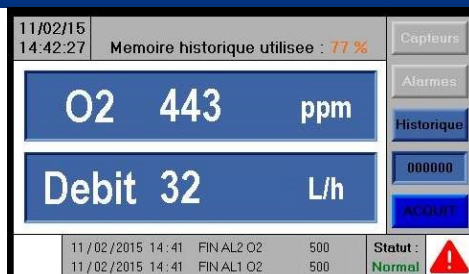 11/02/15
14:42:27 Memoire historique utilisee : 77 %
Capteurs
Alarmes
O2 443 ppm
Historique
000000
Debit 32 L/h
ACQUIT
11/02/2015 14:41 FIN AL2 O2 500
11/02/2015 14:41 FIN AL1 O2 500
Statut :
Normal